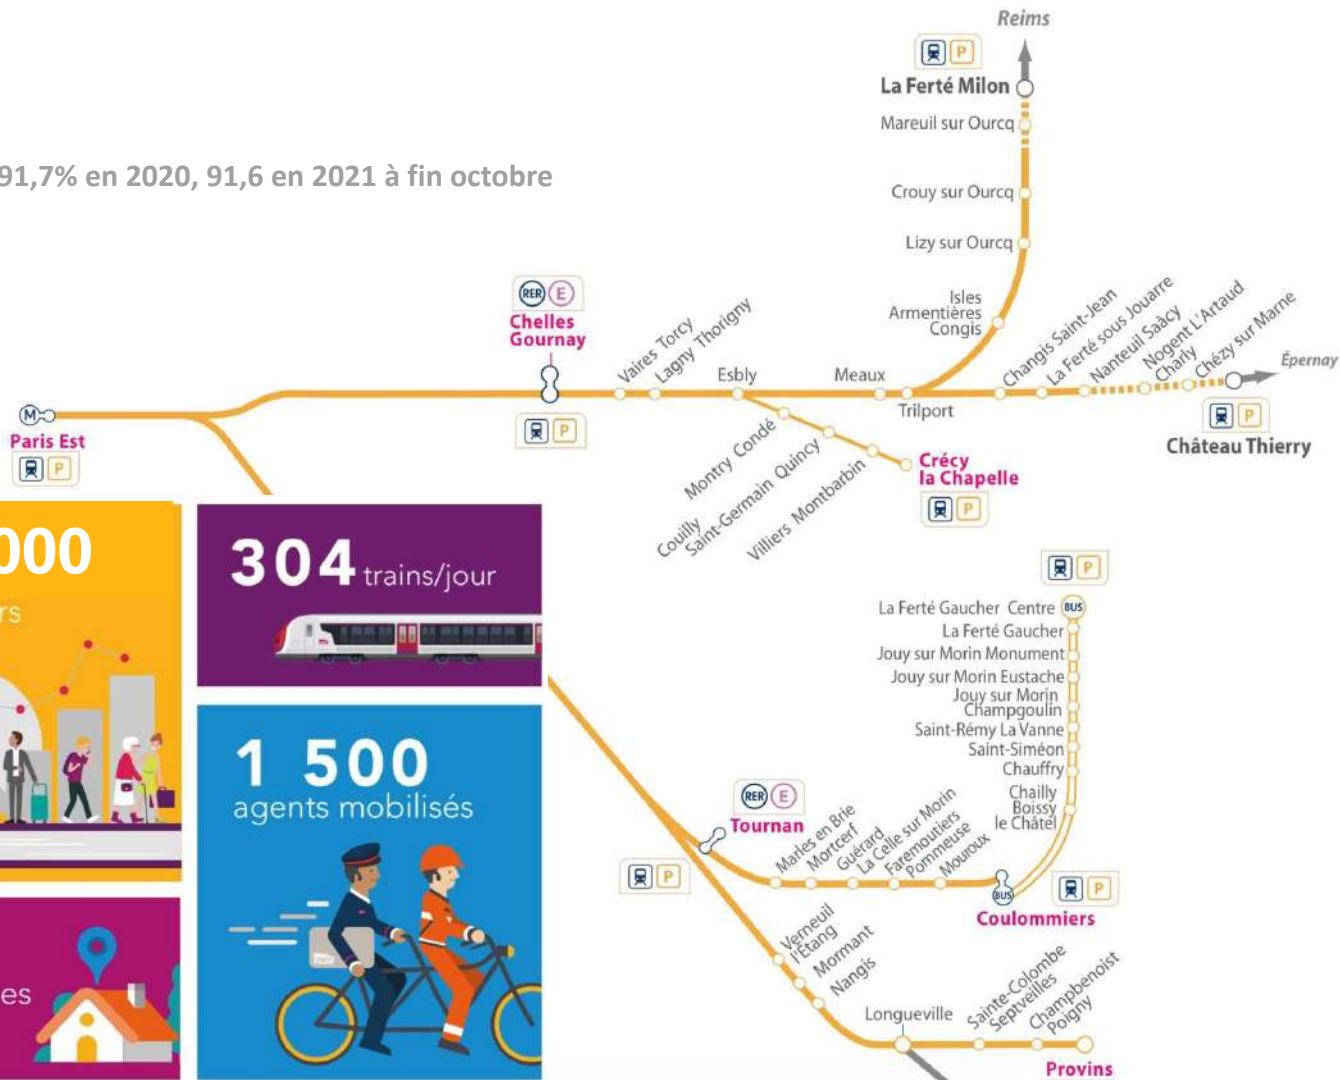 Reims
P
La Ferté Milon
Mareuil sur Ourcq
91,7% en 2020, 91,6 en 2021 à fin octobre
Crouy sur Ourcq
Lizy sur Ourcq
RER E
Chelles
Gournay
Isles
Armentières
Congis
Vaires Torcy
Lagny Thorigny
Esbly
Meaux
Trilport
Changis Saint-Jean
La Ferté sous Jouarre
Nanteuil Saâcy
Nogent L'Artaud
Charly
Chézy sur Marne
Épernay
M
Paris Est
P
P
P
Château Thierry
Montry Condé
Couilly
Saint-Germain Quincy
Villiers Montbarbin
Crécy
la Chapelle
P
000
rs
304 trains/jour
1 500
agents mobilisés
es
P
La Ferté Gaucher Centre BUS
La Ferté Gaucher
Jouy sur Morin Monument
Jouy sur Morin Eustache
Jouy sur Morin
Champgoulin
Saint-Rémy La Vanne
Saint-Siméon
Chauffry
Chailly
Boissy
le Châtel
RER E
Tournan
P
Marles en Brie
Mortcerf
Guérard
La Celle sur Morin
Faremoutiers
Pommeuse
Mouroux
BUS
P
Coulommiers
Verneuil
l'Étang
Mormant
Nangis
Longueville
Sainte-Colombe
Septveilles
Champbenoist
Poigny
Provins